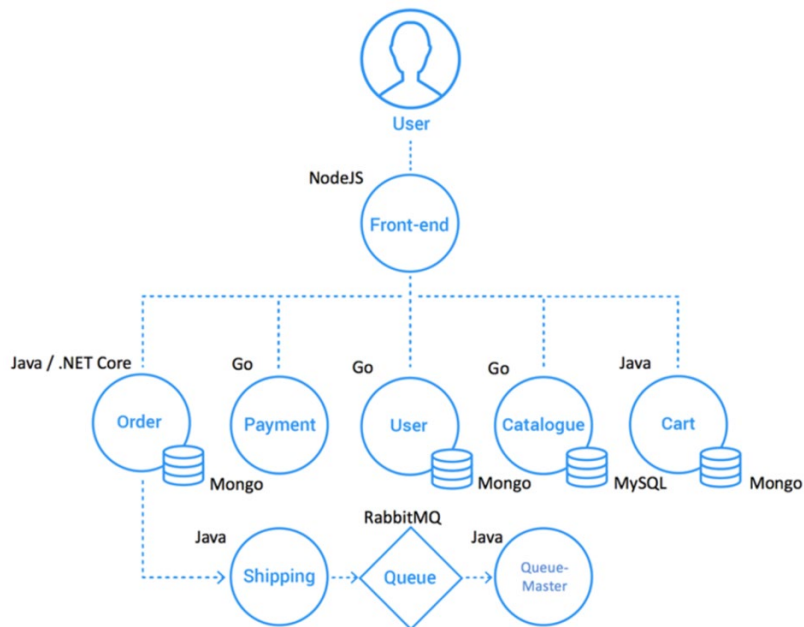 User
NodeJS
Front-end
Java / .NET Core
Go
Go
Go
Java
Order
Payment
User
Catalogue
Cart
Mongo
Mongo
MySQL
Mongo
RabbitMQ
Java
Java
Shipping
Queue
Queue-
Master